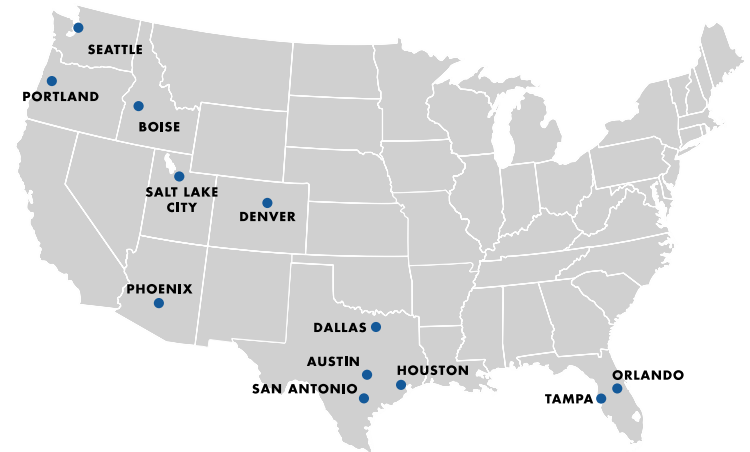 SEATTLE
PORTLAND
BOISE
SALT LAKE
CITY
DENVER
PHOENIX
DALLAS
AUSTIN
HOUSTON
SAN ANTONIO
ORLANDO
TAMPA